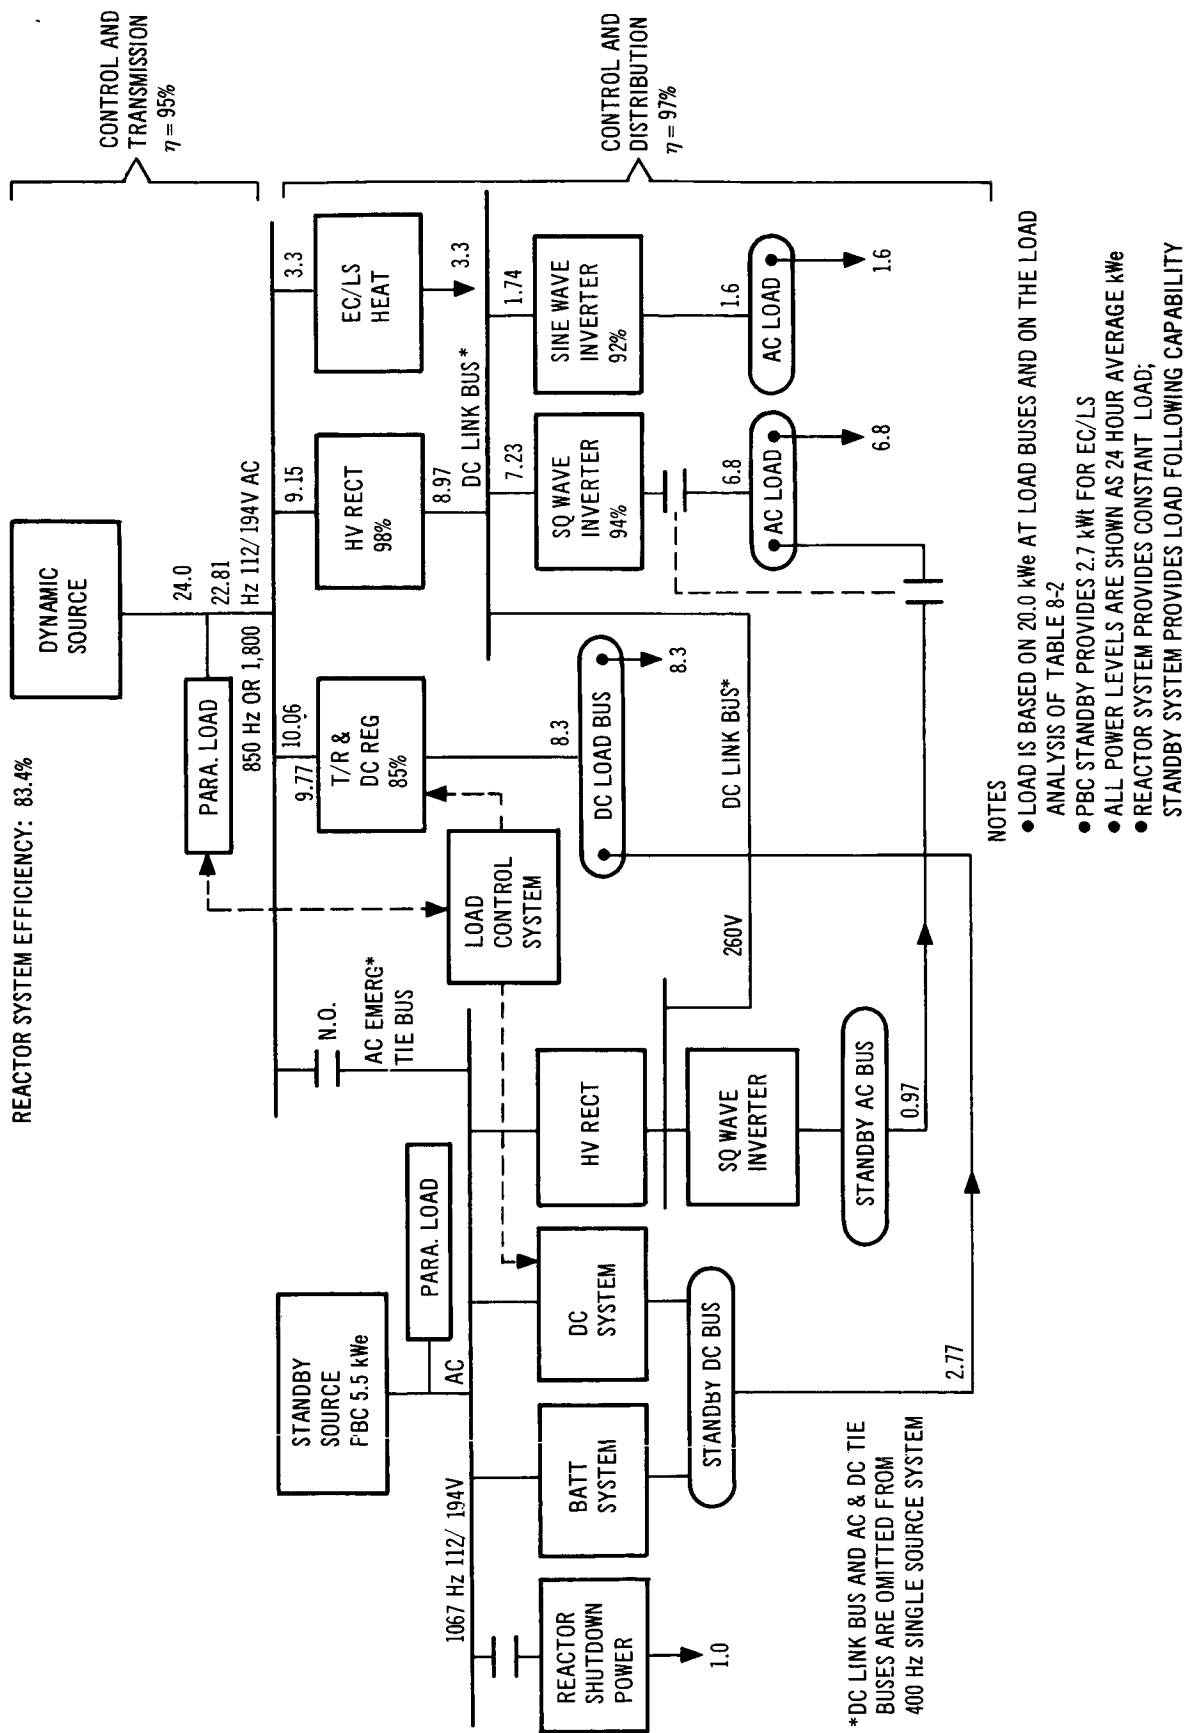 REACTOR SYSTEM EFFICIENCY: 83.4%
DYNAMIC
SOURCE
CONTROL AND
TRANSMISSION
η = 95%
24.0
22.81
PARA. LOAD
850 Hz OR 1,800 Hz 112/194V AC
N.O.
AC EMERG*
TIE BUS
9.77
10.06
9.15
3.3
T/R &
DC REG
85%
HV RECT
98%
EC/LS
HEAT
3.3
8.97
DC LINK BUS*
CONTROL AND
DISTRIBUTION
η = 97%
LOAD
CONTROL
SYSTEM
8.3
7.23
1.74
SQ WAVE
INVERTER
94%
SINE WAVE
INVERTER
92%
DC LOAD BUS
8.3
6.8
1.6
AC LOAD
AC LOAD
6.8
1.6
DC LINK BUS*
260V
STANDBY
SOURCE
PBC 5.5 kWe
PARA. LOAD
AC
1067 Hz 112/194V
REACTOR
SHUTDOWN
POWER
1.0
BATT
SYSTEM
DC
SYSTEM
HV RECT
SQ WAVE
INVERTER
STANDBY DC BUS
STANDBY AC BUS
0.97
2.77
*DC LINK BUS AND AC & DC TIE
BUSES ARE OMITTED FROM
400 Hz SINGLE SOURCE SYSTEM
NOTES
● LOAD IS BASED ON 20.0 kWe AT LOAD BUSES AND ON THE LOAD
ANALYSIS OF TABLE 8-2
● PBC STANDBY PROVIDES 2.7 kWt FOR EC/LS
● ALL POWER LEVELS ARE SHOWN AS 24 HOUR AVERAGE kWe
● REACTOR SYSTEM PROVIDES CONSTANT LOAD;
STANDBY SYSTEM PROVIDES LOAD FOLLOWING CAPABILITY